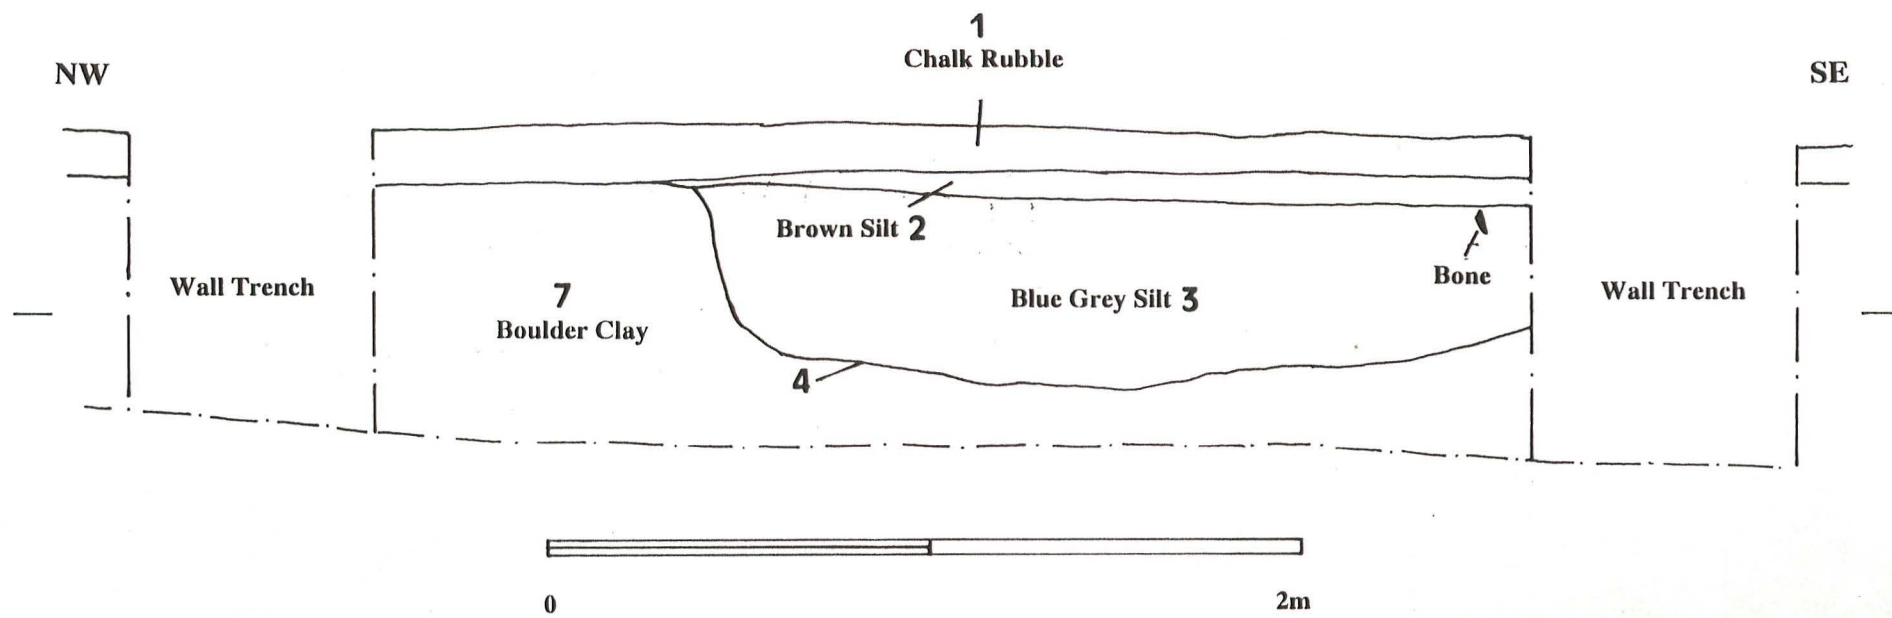 1
Chalk Rubble
NW
SE
Brown Silt 2
Bone
Wall Trench
7
Boulder Clay
Blue Grey Silt 3
Wall Trench
4
0
2m